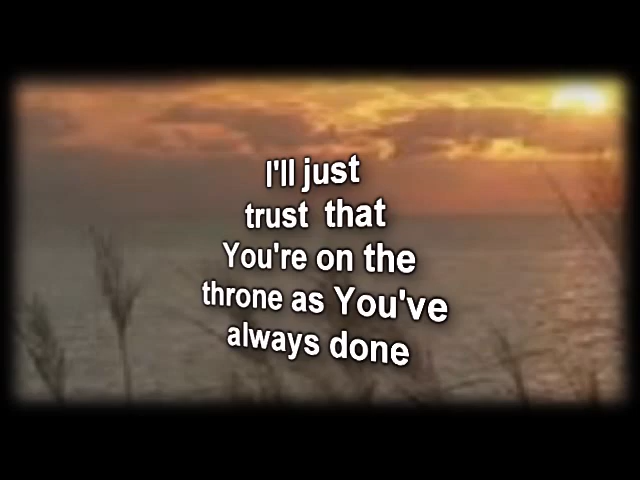 I'll just
trust that
You're on the
throne as You've
always done